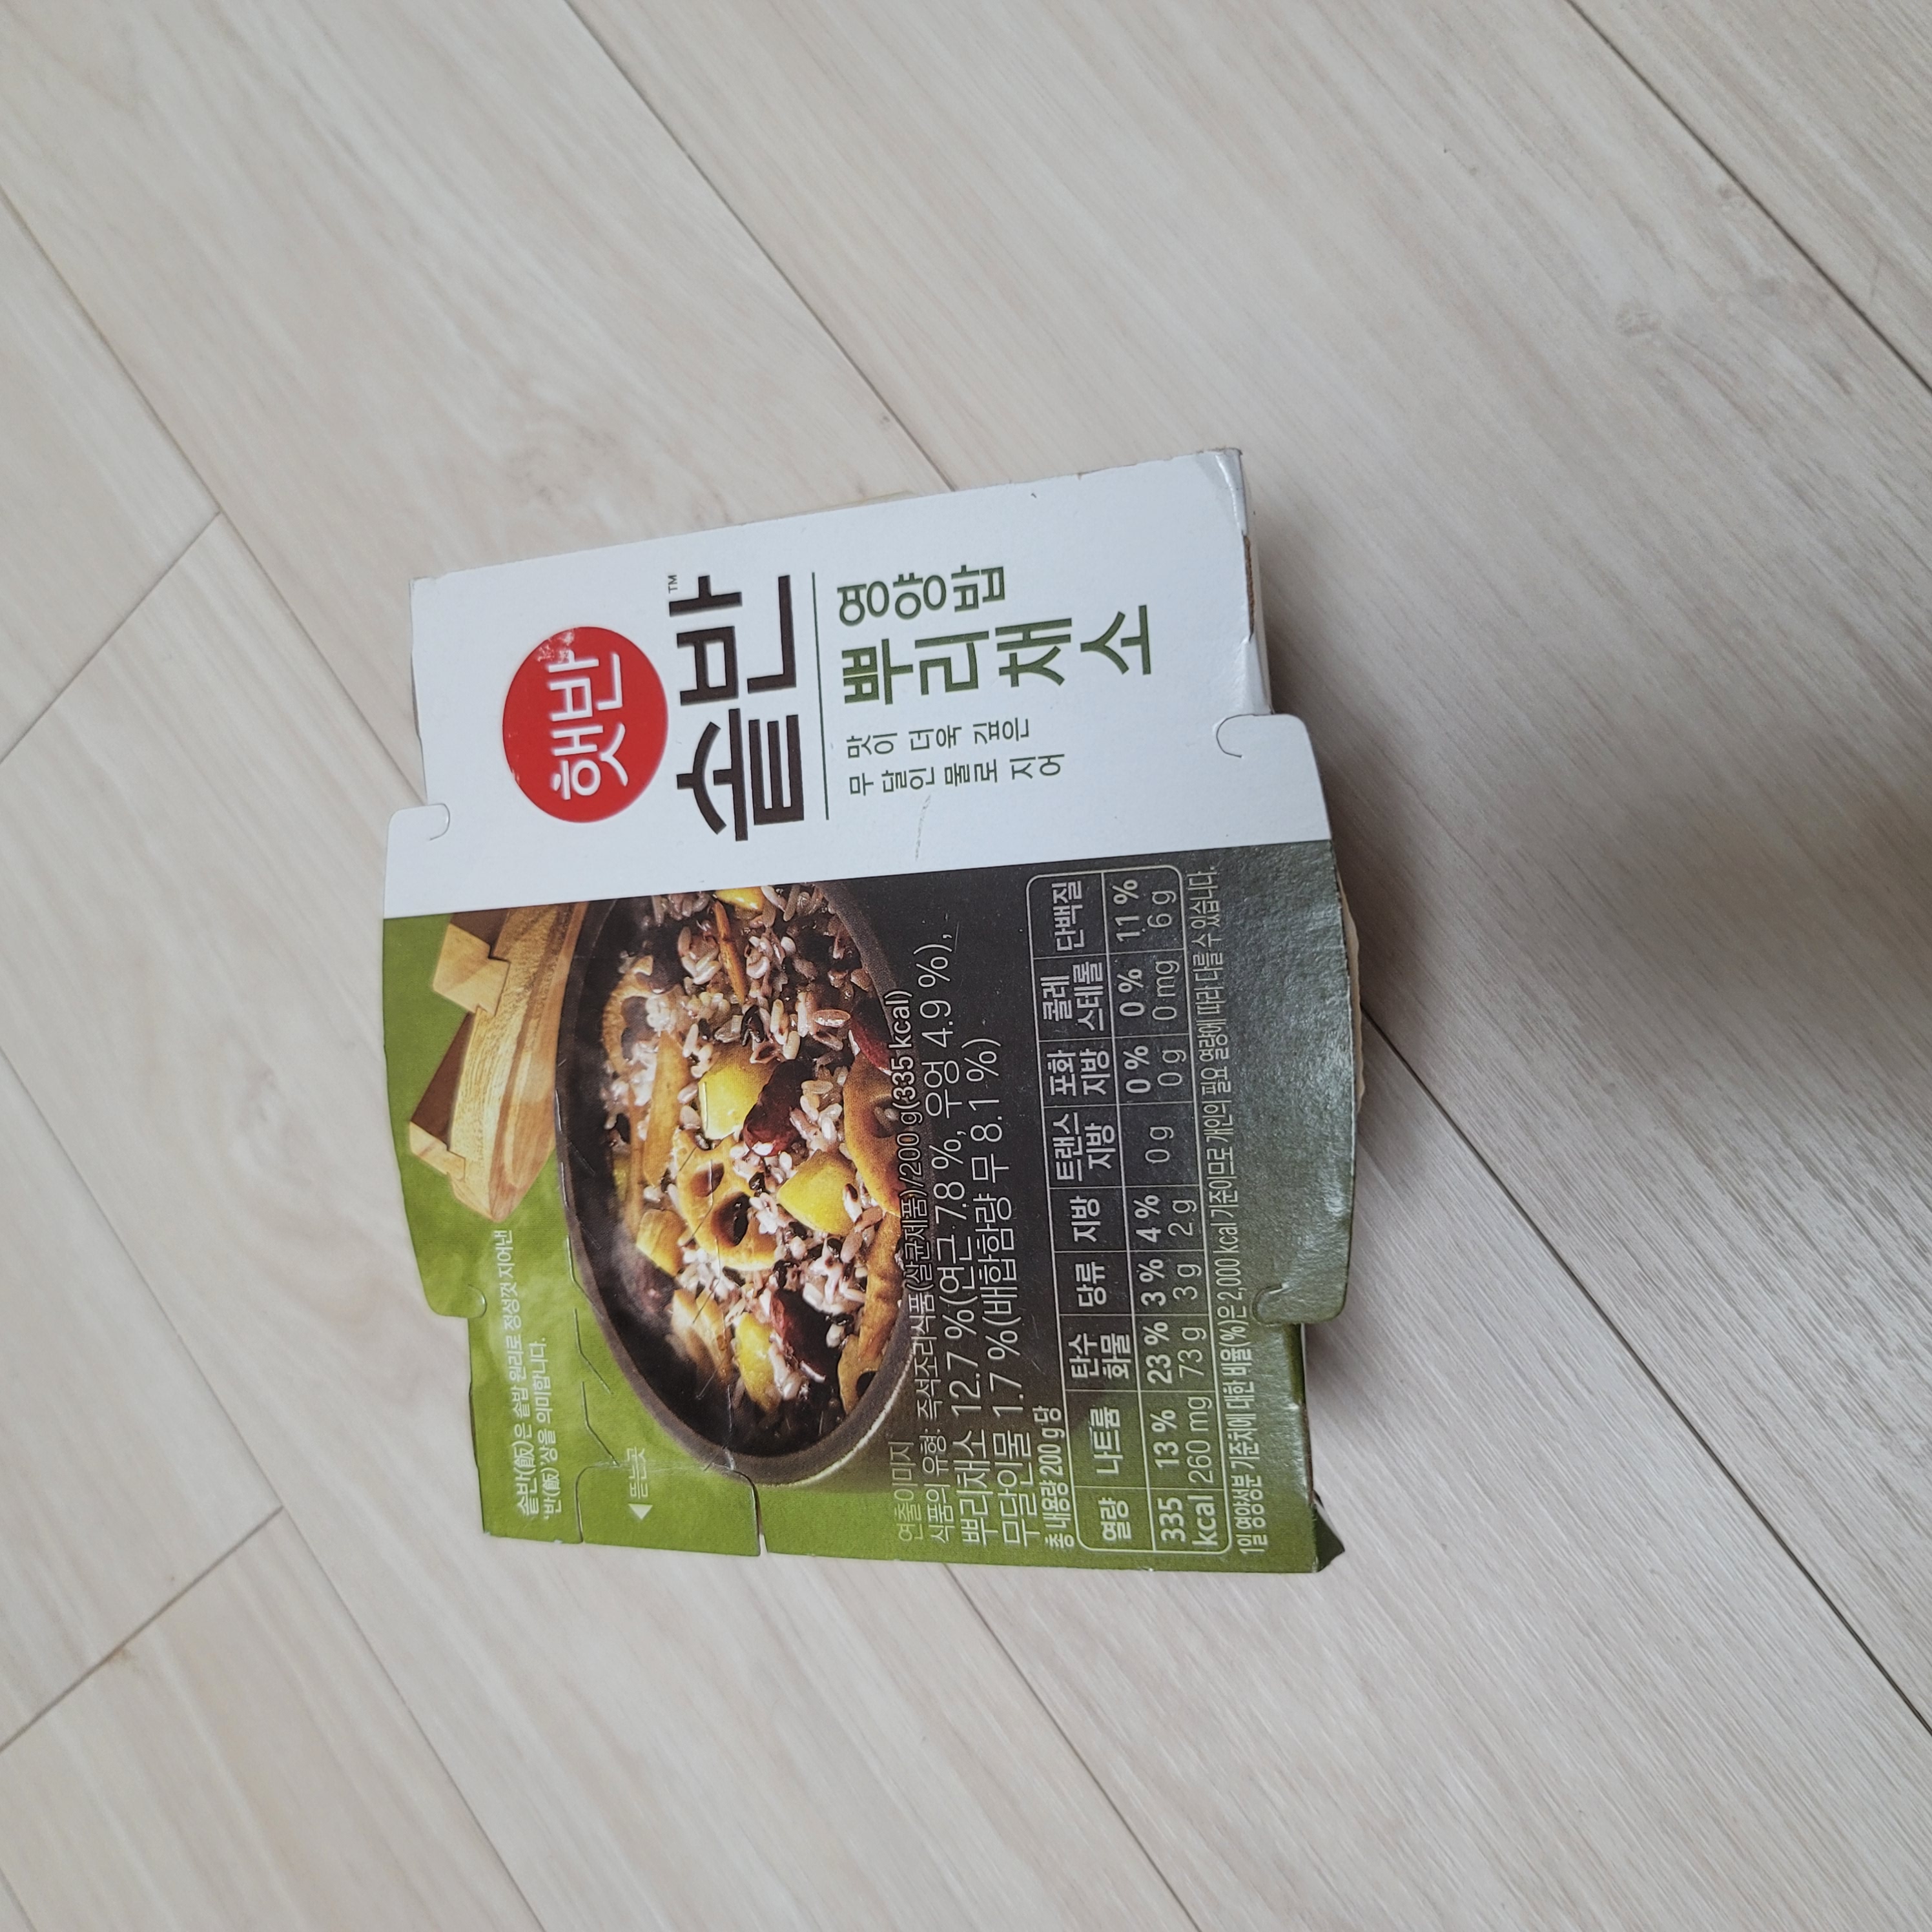 솥반(飯)은 솥밥 원리로 정성껏 지어낸
'반(飯)'상을 의미합니다.
◀뜯는곳
연출이미지
식품의 유형: 즉석조리식품(살균제품)/200 g(335 kcal)
뿌리채소 12.7 %(연근 7.8 %, 우엉 4.9 %),
무달인물 1.7 %(배합함량 무 8.1 %)
총 내용량 200 g당
열량 나트륨 탄수화물 당류 지방 트랜스지방 포화지방 콜레스테롤 단백질
335 kcal 13 % 260 mg 23 % 73 g 3 % 3 g 4 % 2 g 0 g 0 % 0 g 0 % 0 mg 11 % 6 g
1일 영양성분 기준치에 대한 비율(%)은 2,000 kcal 기준이므로 개인의 필요 열량에 따라 다를 수 있습니다.
햇반
솥반™
영양밥
뿌리채소
맛이 더욱 깊은
무 달인 물로 지어